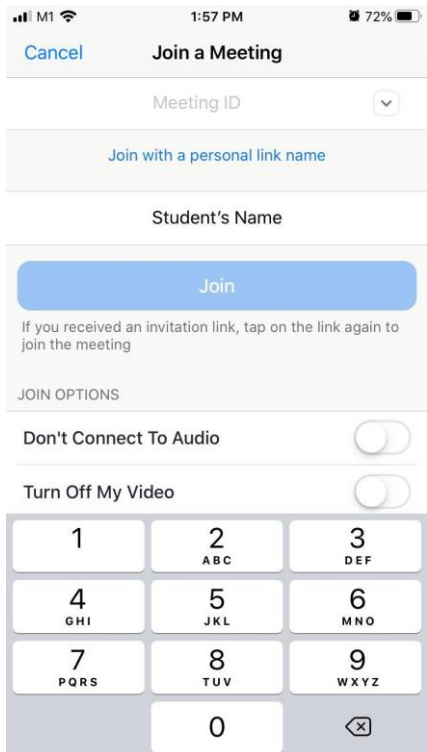 M1 1:57 PM 72%
Cancel Join a Meeting
Meeting ID
Join with a personal link name
Student's Name
Join
If you received an invitation link, tap on the link again to
join the meeting
JOIN OPTIONS
Don't Connect To Audio
Turn Off My Video
1 2 3
ABC DEF
4 5 6
GHI JKL MNO
7 8 9
PQRS TUV WXYZ
0